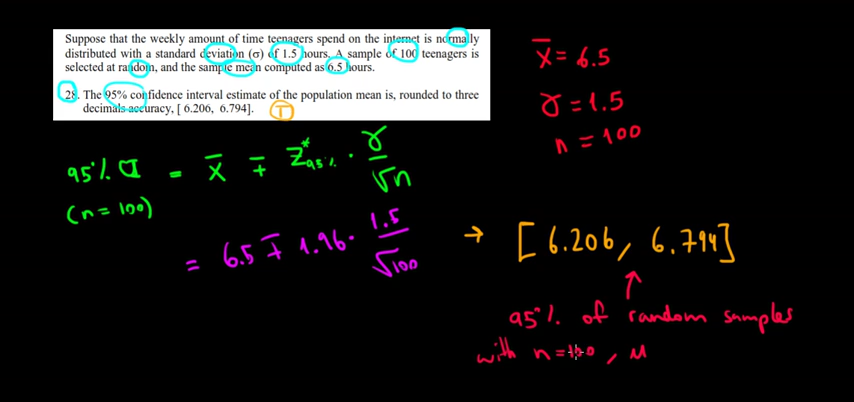 Suppose that the weekly amount of time teenagers spend on the internet is normally
distributed with a standard deviation (σ) of 1.5 hours. A sample of 100 teenagers is
selected at random, and the sample mean computed as 6.5 hours.
28. The 95% confidence interval estimate of the population mean is, rounded to three
decimals accuracy, [ 6.206, 6.794]. T
x̄ = 6.5
σ = 1.5
n = 100
95% CI = x̄ ∓ Z*95% · σ/√n
(n = 100)
= 6.5 ∓ 1.96 · 1.5/√100 → [6.206, 6.794]
↑
95% of random samples
with n=100, μ